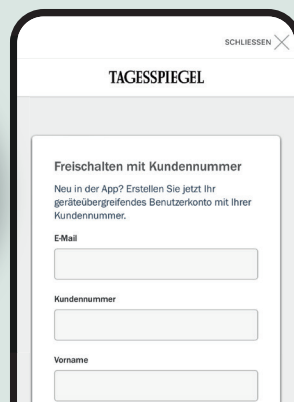 SCHLIESSEN
TAGESSPIEGEL
Freischalten mit Kundennummer
Neu in der App? Erstellen Sie jetzt Ihr
geräteübergreifendes Benutzerkonto mit Ihrer
Kundennummer.
E-Mail
Kundennummer
Vorname